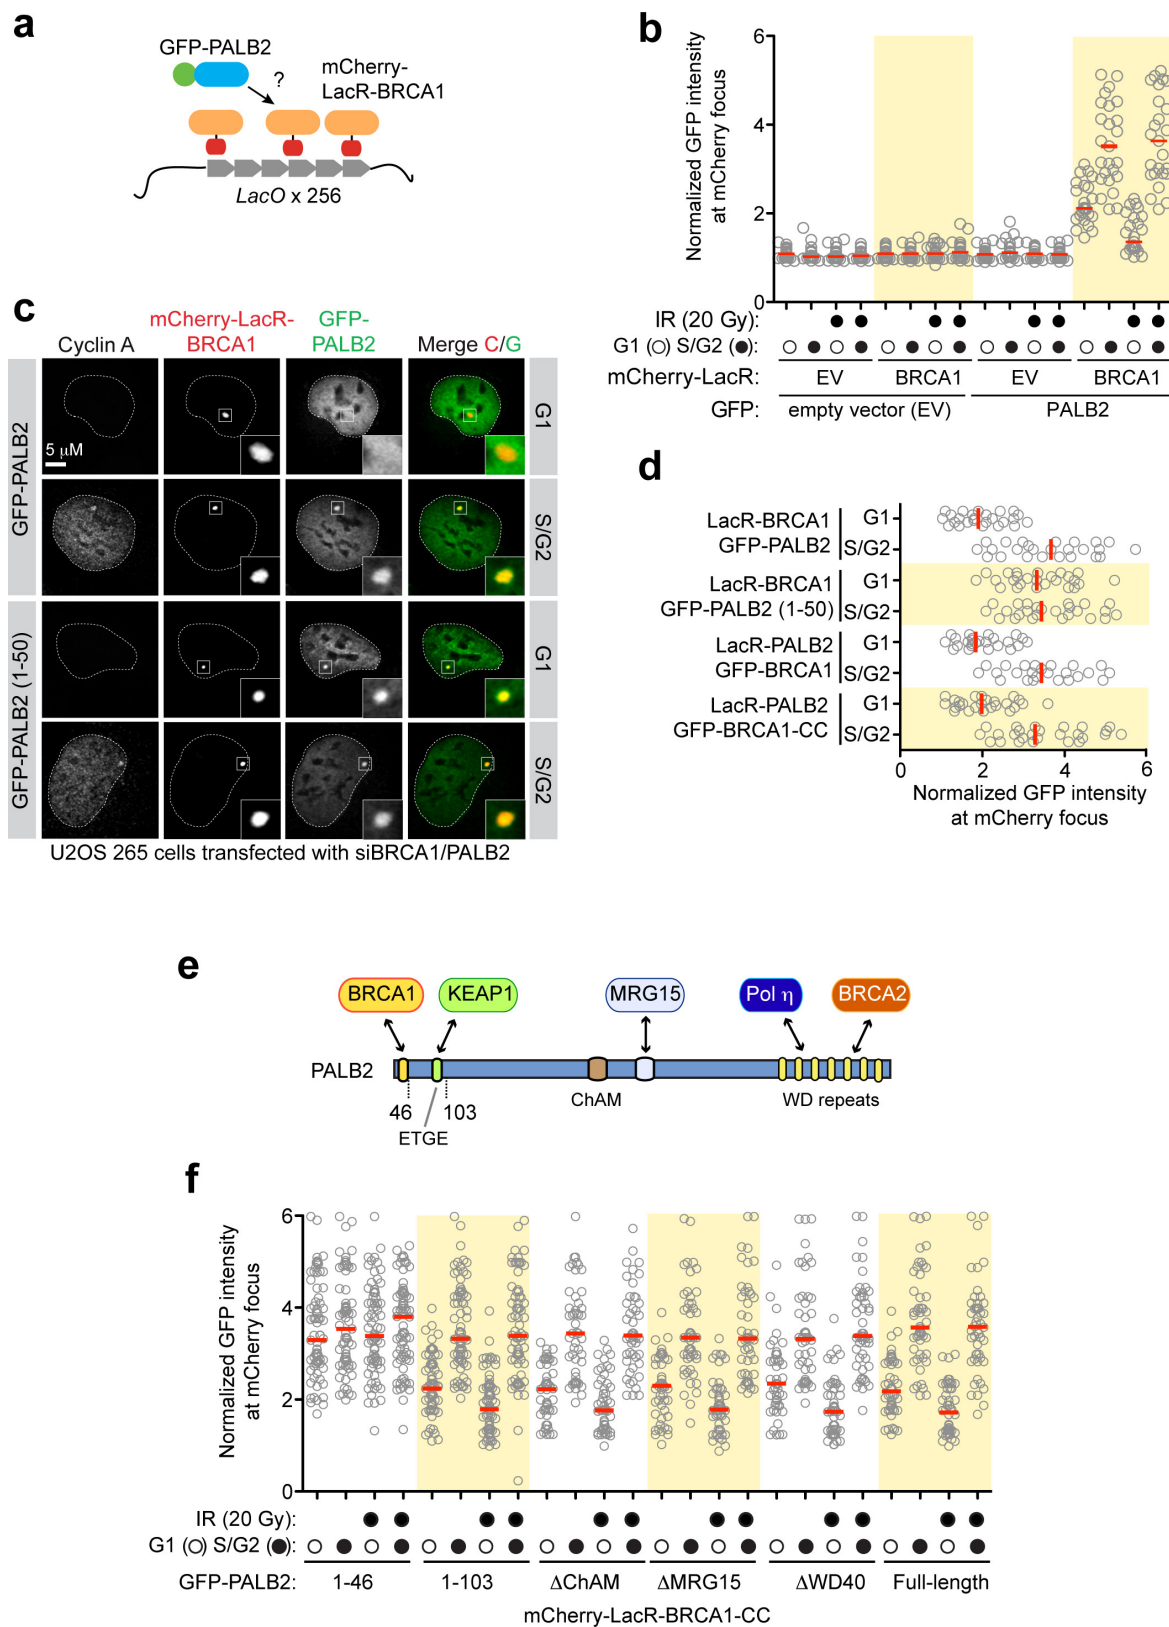 a
GFP-PALB2
?
mCherry-
LacR-BRCA1
LacO x 256
b
Normalized GFP intensity
at mCherry focus
6
4
2
0
IR (20 Gy):
G1 (○) S/G2 (●):
mCherry-LacR: EV BRCA1 EV BRCA1
GFP: empty vector (EV) PALB2
c
Cyclin A
mCherry-LacR-
BRCA1
GFP-
PALB2
Merge C/G
GFP-PALB2
5 µM
G1
S/G2
GFP-PALB2 (1-50)
G1
S/G2
U2OS 265 cells transfected with siBRCA1/PALB2
d
LacR-BRCA1
GFP-PALB2
G1
S/G2
LacR-BRCA1
GFP-PALB2 (1-50)
G1
S/G2
LacR-PALB2
GFP-BRCA1
G1
S/G2
LacR-PALB2
GFP-BRCA1-CC
G1
S/G2
0 2 4 6
Normalized GFP intensity
at mCherry focus
e
BRCA1 KEAP1 MRG15 Pol η BRCA2
PALB2
46 103
ETGE
ChAM
WD repeats
f
Normalized GFP intensity
at mCherry focus
6
4
2
0
IR (20 Gy):
G1 (○) S/G2 (●):
GFP-PALB2: 1-46 1-103 ΔChAM ΔMRG15 ΔWD40 Full-length
mCherry-LacR-BRCA1-CC